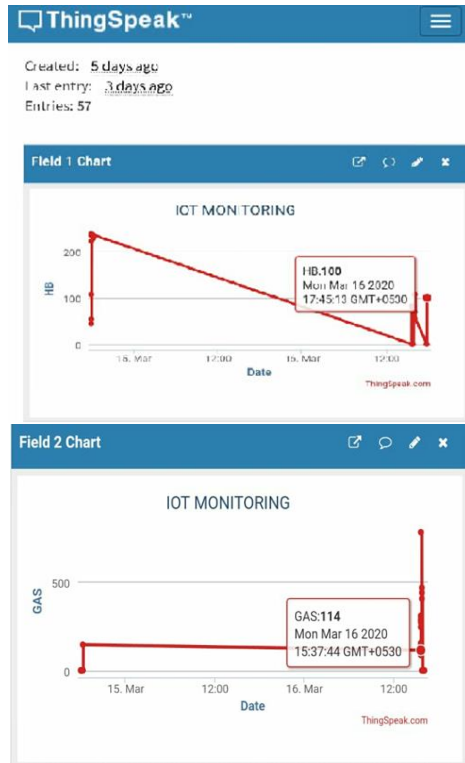 ThingSpeak™
Created: 5 days ago
Last entry: 3 days ago
Entries: 57
Field 1 Chart
IOT MONITORING
200
100
0
HB
HB:100
Mon Mar 16 2020
17:45:13 GMT+0530
15. Mar 12:00 16. Mar 12:00
Date
ThingSpeak.com
Field 2 Chart
IOT MONITORING
500
0
GAS
GAS:114
Mon Mar 16 2020
15:37:44 GMT+0530
15. Mar 12:00 16. Mar 12:00
Date
ThingSpeak.com